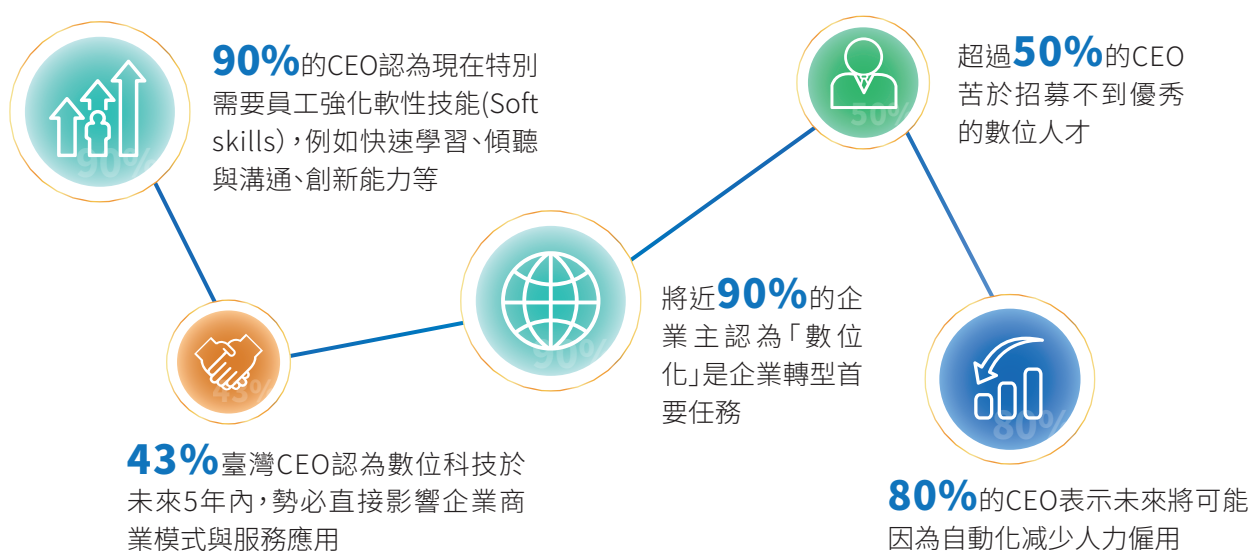 90%的CEO認為現在特別
需要員工強化軟性技能(Soft
skills),例如快速學習、傾聽
與溝通、創新能力等
90%
43%
43%臺灣CEO認為數位科技於
未來5年內,勢必直接影響企業商
業模式與服務應用
90%
將近90%的企
業主認為「數位
化」是企業轉型首
要任務
50%
超過50%的CEO
苦於招募不到優秀
的數位人才
80%
80%的CEO表示未來將可能
因為自動化減少人力僱用